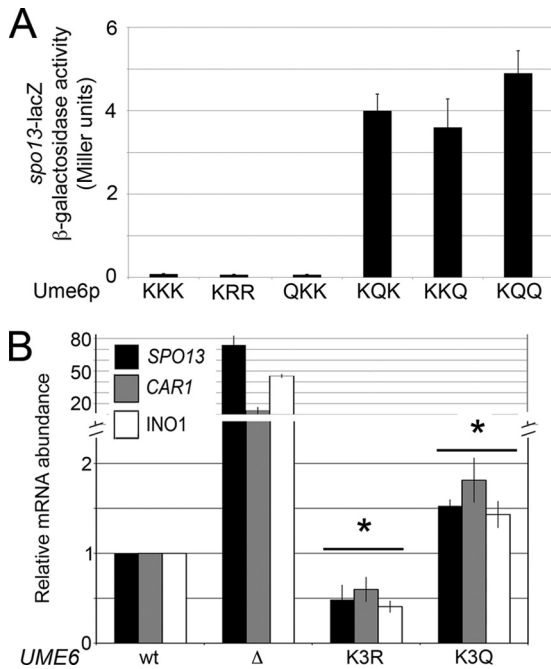 A
spo13-lacZ
β-galactosidase activity
(Miller units)
6
4
2
0
Ume6p KKK KRR QKK KQK KKQ KQQ
B
Relative mRNA abundance
80
50
20
2
1
0
SPO13
CAR1
INO1
*
*
UME6 wt Δ K3R K3Q